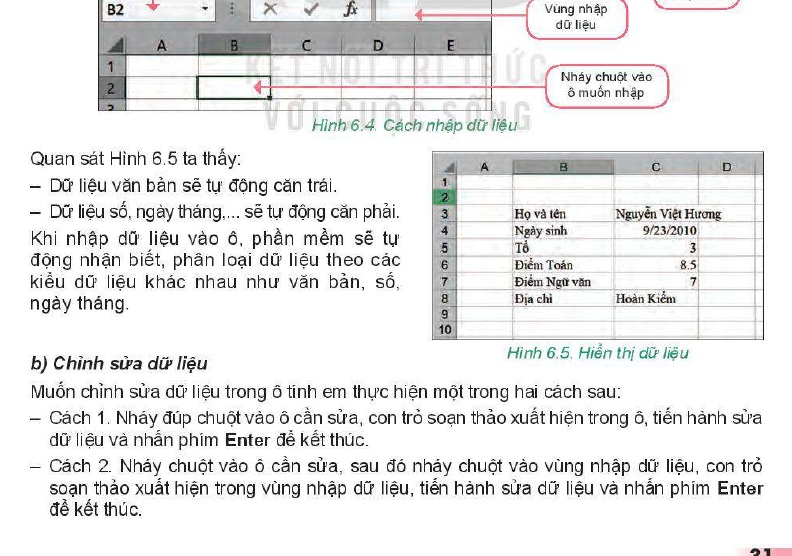 B2
fx
Vùng nhập
dữ liệu
A B C D E
1
2
Nháy chuột vào
ô muốn nhập
KẾT NỐI TRI THỨC
VỚI CUỘC SỐNG
Hình 6.4. Cách nhập dữ liệu
Quan sát Hình 6.5 ta thấy:
– Dữ liệu văn bản sẽ tự động căn trái.
– Dữ liệu số, ngày tháng,... sẽ tự động căn phải.
Khi nhập dữ liệu vào ô, phần mềm sẽ tự
động nhận biết, phân loại dữ liệu theo các
kiểu dữ liệu khác nhau như văn bản, số,
ngày tháng.
A B C D
1
2
3 Họ và tên Nguyễn Việt Hương
4 Ngày sinh 9/23/2010
5 Tổ 3
6 Điểm Toán 8.5
7 Điểm Ngữ văn 7
8 Địa chỉ Hoàn Kiếm
9
10
Hình 6.5. Hiển thị dữ liệu
b) Chỉnh sửa dữ liệu
Muốn chỉnh sửa dữ liệu trong ô tính em thực hiện một trong hai cách sau:
– Cách 1. Nháy đúp chuột vào ô cần sửa, con trỏ soạn thảo xuất hiện trong ô, tiến hành sửa
dữ liệu và nhấn phím Enter để kết thúc.
– Cách 2. Nháy chuột vào ô cần sửa, sau đó nháy chuột vào vùng nhập dữ liệu, con trỏ
soạn thảo xuất hiện trong vùng nhập dữ liệu, tiến hành sửa dữ liệu và nhấn phím Enter
để kết thúc.